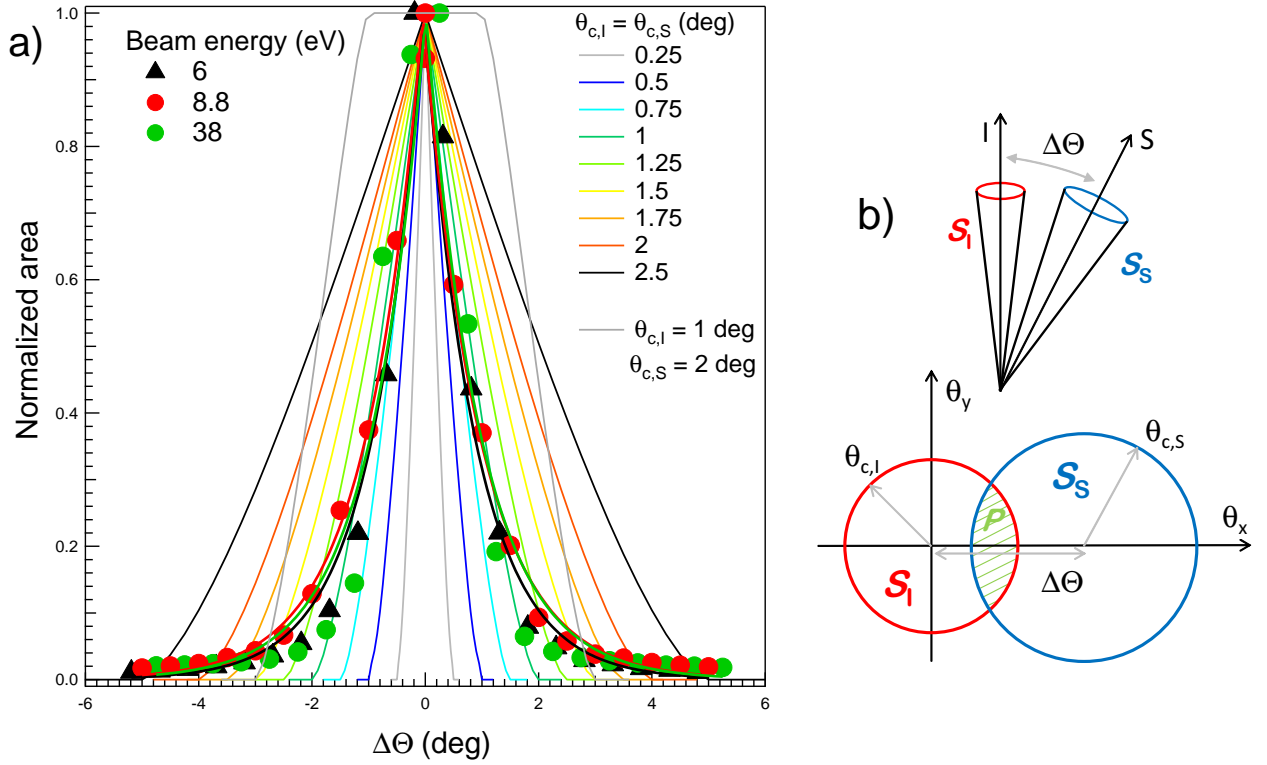 a)
Beam energy (eV)
6
8.8
38
θc,I = θc,S (deg)
0.25
0.5
0.75
1
1.25
1.5
1.75
2
2.5
θc,I = 1 deg
θc,S = 2 deg
Normalized area
1.0
0.8
0.6
0.4
0.2
0.0
-6
-4
-2
0
2
4
6
ΔΘ (deg)
b)
I
ΔΘ
S
SI
SS
θy
θc,I
θc,S
SS
P
θx
SI
ΔΘ